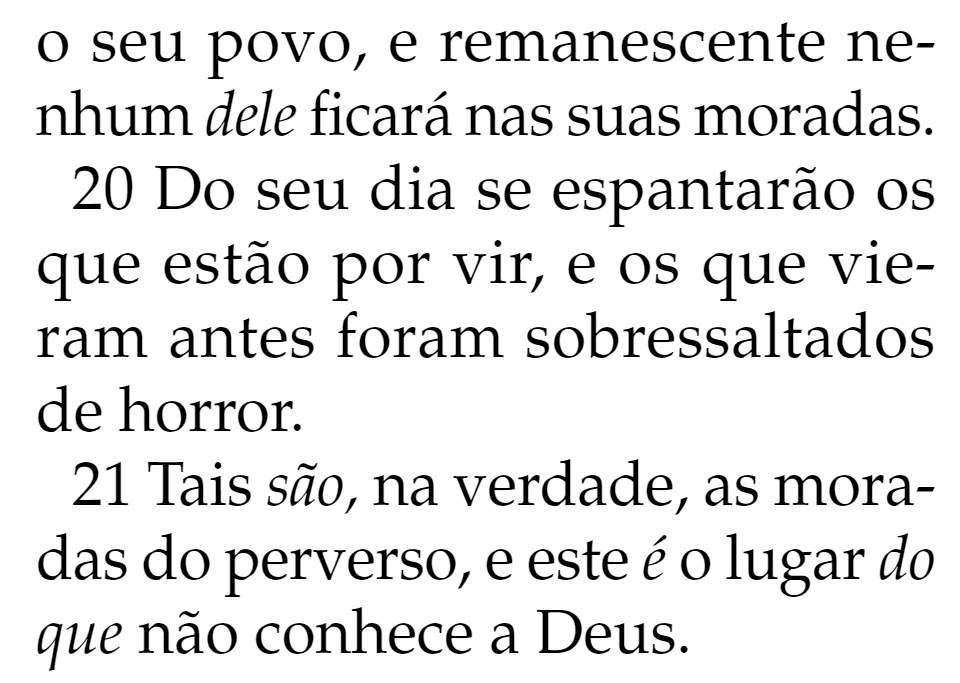 o seu povo, e remanescente ne-
nhum dele ficará nas suas moradas.
20 Do seu dia se espantarão os
que estão por vir, e os que vie-
ram antes foram sobressaltados
de horror.
21 Tais são, na verdade, as mora-
das do perverso, e este é o lugar do
que não conhece a Deus.